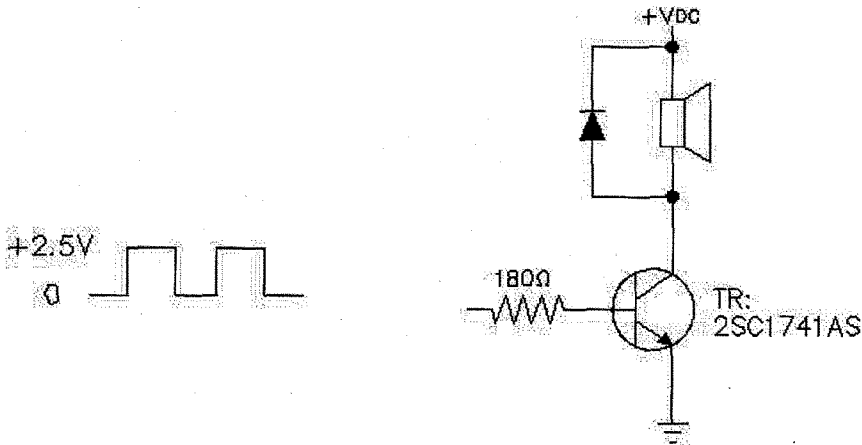 +VDC
+2.5V
0
180Ω
TR:
2SC1741AS